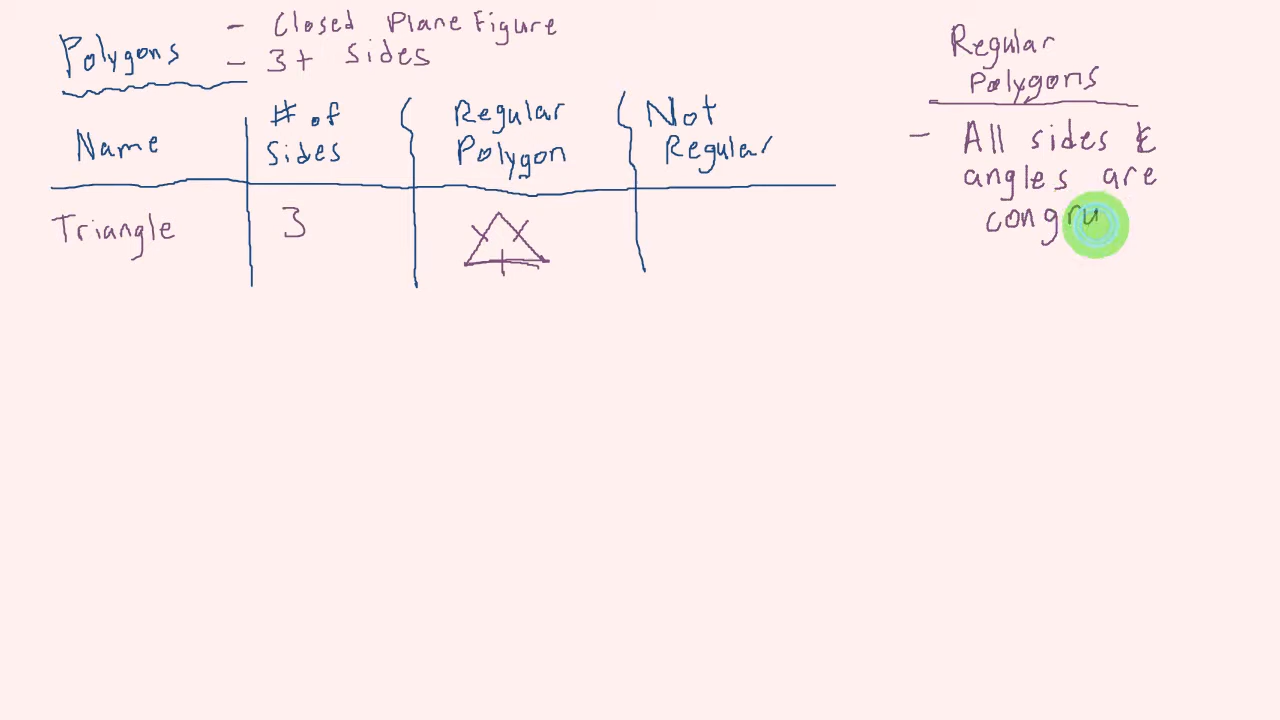 Polygons
- Closed Plane Figure
- 3+ sides
Name
# of
Sides
Regular
Polygon
Not
Regular
Triangle
3
Regular
Polygons
- All sides &
angles are
congru